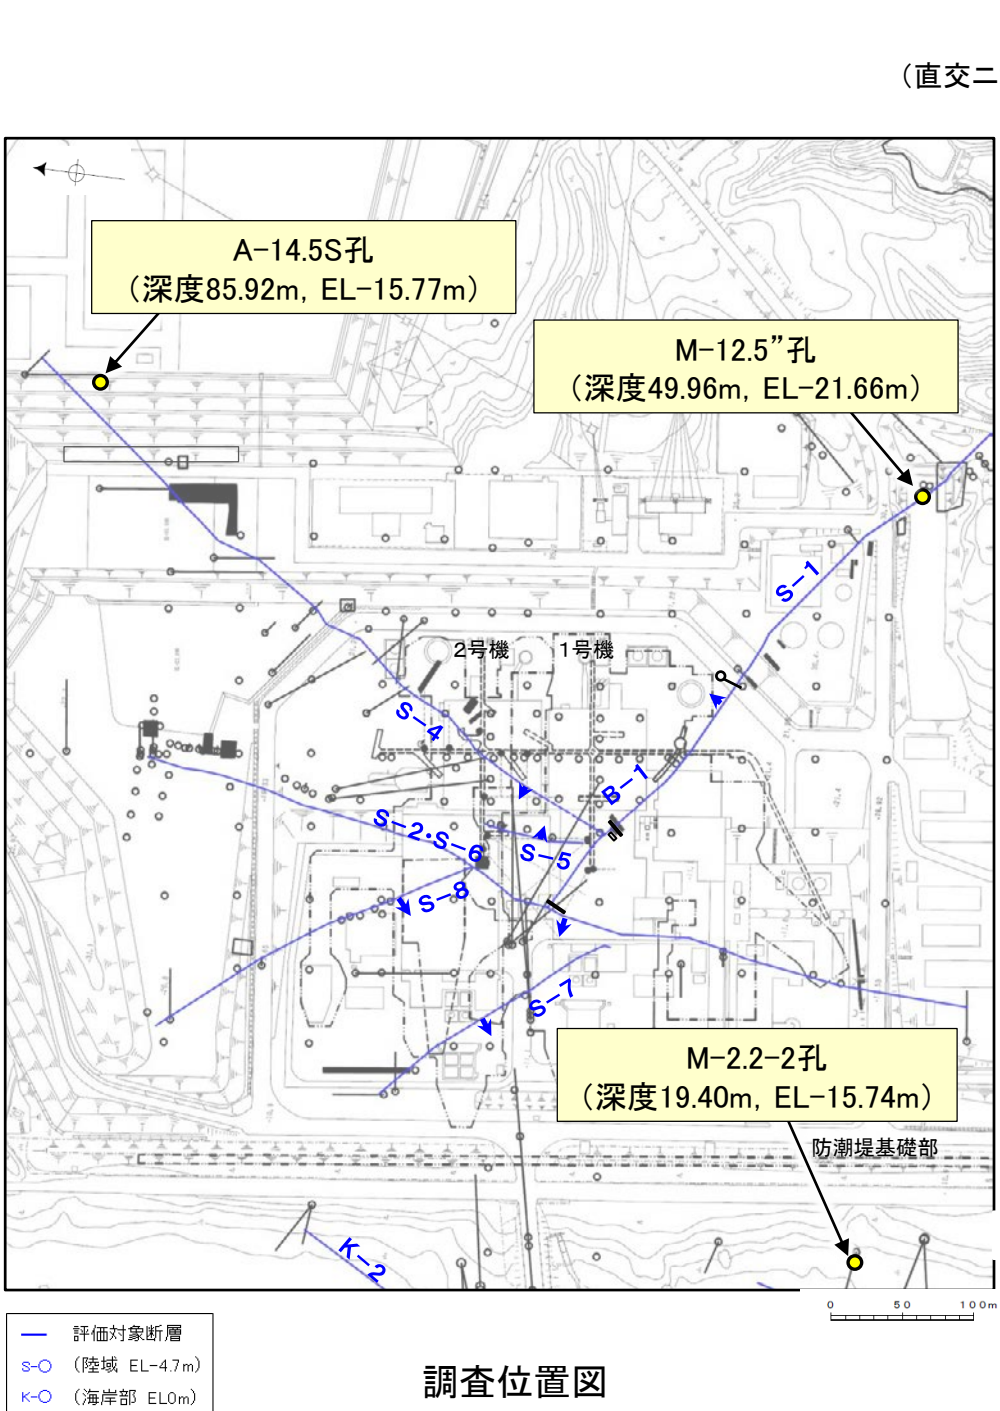 (直交二
A-14.5S孔
(深度85.92m, EL-15.77m)
M-12.5”孔
(深度49.96m, EL-21.66m)
S-1
2号機
1号機
S-4
B-1
S-2・S-6
S-5
S-8
S-7
M-2.2-2孔
(深度19.40m, EL-15.74m)
防潮堤基礎部
K-2
0 50 100m
評価対象断層
S-○ (陸域 EL-4.7m)
K-○ (海岸部 EL0m)
調査位置図